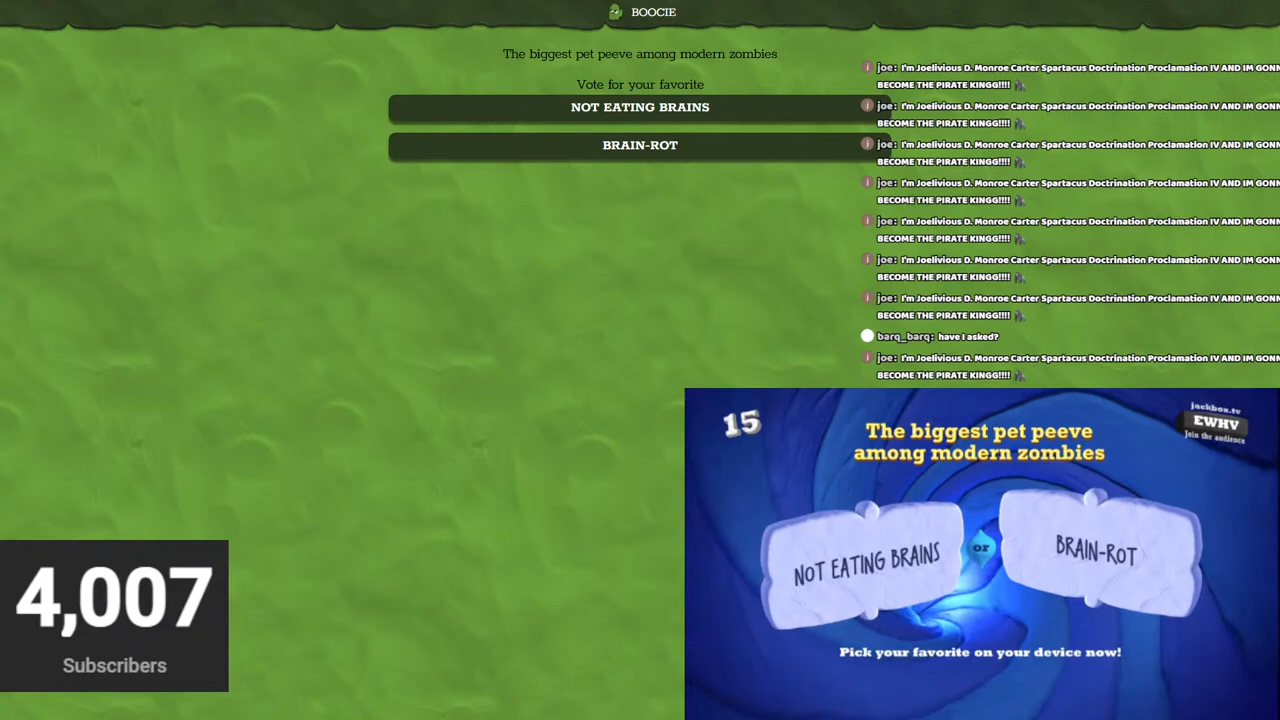 BOOCIE
The biggest pet peeve among modern zombies
Vote for your favorite
NOT EATING BRAINS
BRAIN-ROT
joe: I'm Joelivious D. Monroe Carter Spartacus Doctrination Proclamation IV AND IM GONN
BECOME THE PIRATE KINGG!!!!
joe: I'm Joelivious D. Monroe Carter Spartacus Doctrination Proclamation IV AND IM GONN
BECOME THE PIRATE KINGG!!!!
joe: I'm Joelivious D. Monroe Carter Spartacus Doctrination Proclamation IV AND IM GONN
BECOME THE PIRATE KINGG!!!!
joe: I'm Joelivious D. Monroe Carter Spartacus Doctrination Proclamation IV AND IM GONN
BECOME THE PIRATE KINGG!!!!
joe: I'm Joelivious D. Monroe Carter Spartacus Doctrination Proclamation IV AND IM GONN
BECOME THE PIRATE KINGG!!!!
joe: I'm Joelivious D. Monroe Carter Spartacus Doctrination Proclamation IV AND IM GONN
BECOME THE PIRATE KINGG!!!!
joe: I'm Joelivious D. Monroe Carter Spartacus Doctrination Proclamation IV AND IM GONN
BECOME THE PIRATE KINGG!!!!
barq_barq: have I asked?
joe: I'm Joelivious D. Monroe Carter Spartacus Doctrination Proclamation IV AND IM GONN
BECOME THE PIRATE KINGG!!!!
15
The biggest pet peeve
among modern zombies
jackbox.tv
EWHV
Join the audience
NOT EATING BRAINS
or
BRAIN-ROT
Pick your favorite on your device now!
4,007
Subscribers